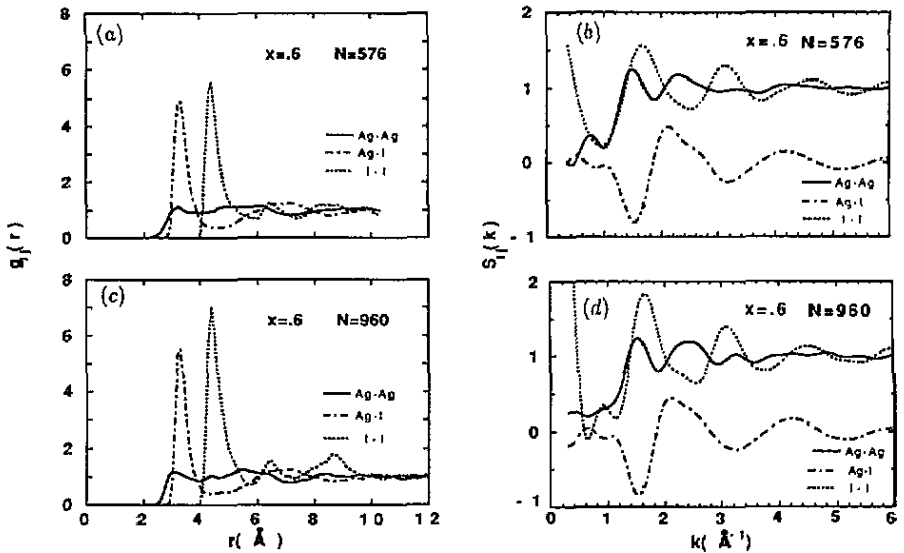 (a)
x=.6 N=576
Ag-Ag
Ag-I
I-I
8
6
4
2
0
(b)
x=.6 N=576
Ag-Ag
Ag-I
I-I
2
1
0
1
g_ij(r)
S_ij(k)
(c)
x=.6 N=960
Ag-Ag
Ag-I
I-I
8
6
4
2
0
0 2 4 6 8 10 12
r( Å )
(d)
x=.6 N=960
Ag-Ag
Ag-I
I-I
2
1
0
-1
0 1 2 3 4 5 6
k( Å⁻¹)